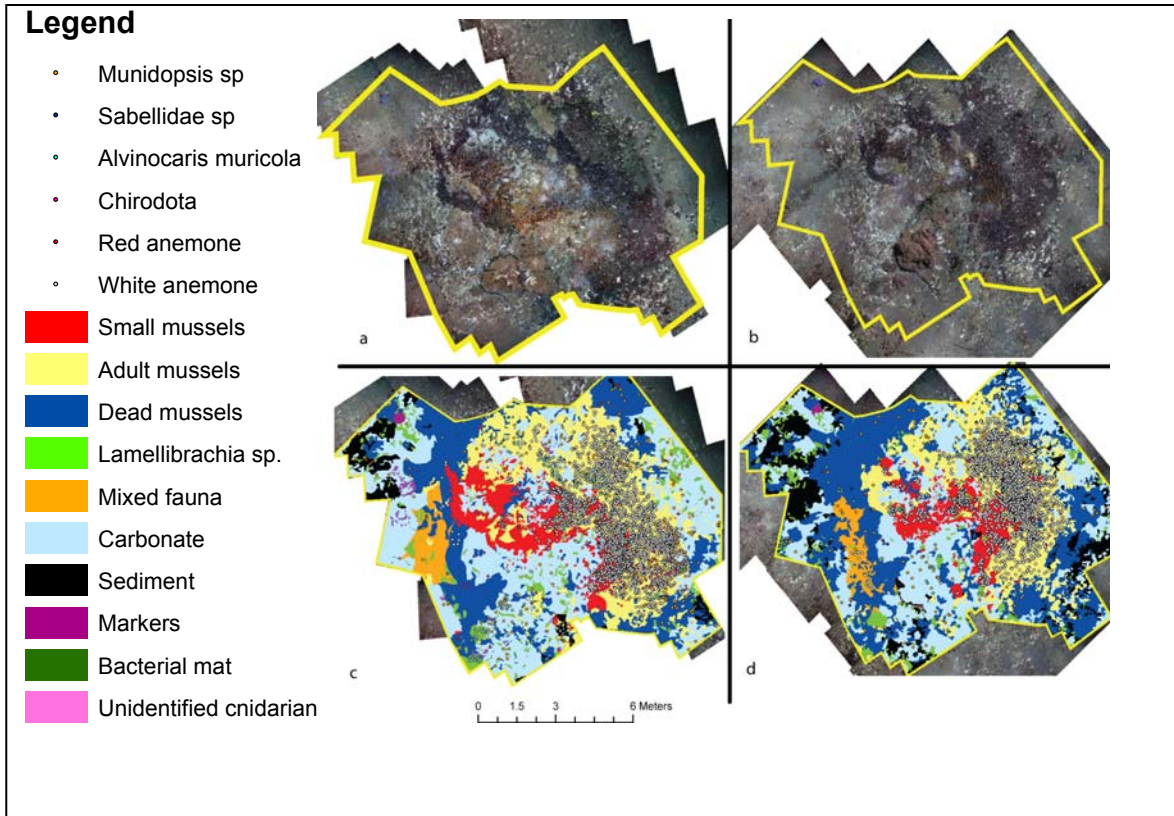 Legend
Munidopsis sp
Sabellidae sp
Alvinocaris muricola
Chirodota
Red anemone
White anemone
Small mussels
Adult mussels
Dead mussels
Lamellibrachia sp.
Mixed fauna
Carbonate
Sediment
Markers
Bacterial mat
Unidentified cnidarian
a
b
c
d
0 1.5 3 6 Meters